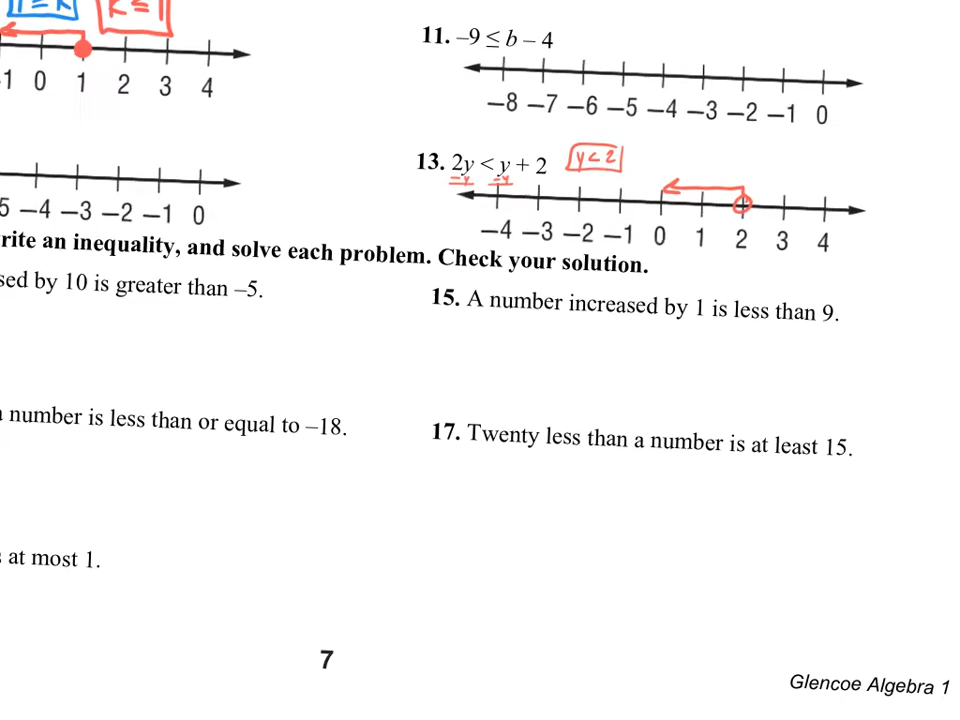 k ≤ 1
-1 0 1 2 3 4
11. –9 ≤ b – 4
–8 –7 –6 –5 –4 –3 –2 –1 0
13. 2y < y + 2 y < 2
-y -y
–4 –3 –2 –1 0 1 2 3 4
5 –4 –3 –2 –1 0
rite an inequality, and solve each problem. Check your solution.
sed by 10 is greater than –5.
15. A number increased by 1 is less than 9.
number is less than or equal to –18.
17. Twenty less than a number is at least 15.
at most 1.
7
Glencoe Algebra 1